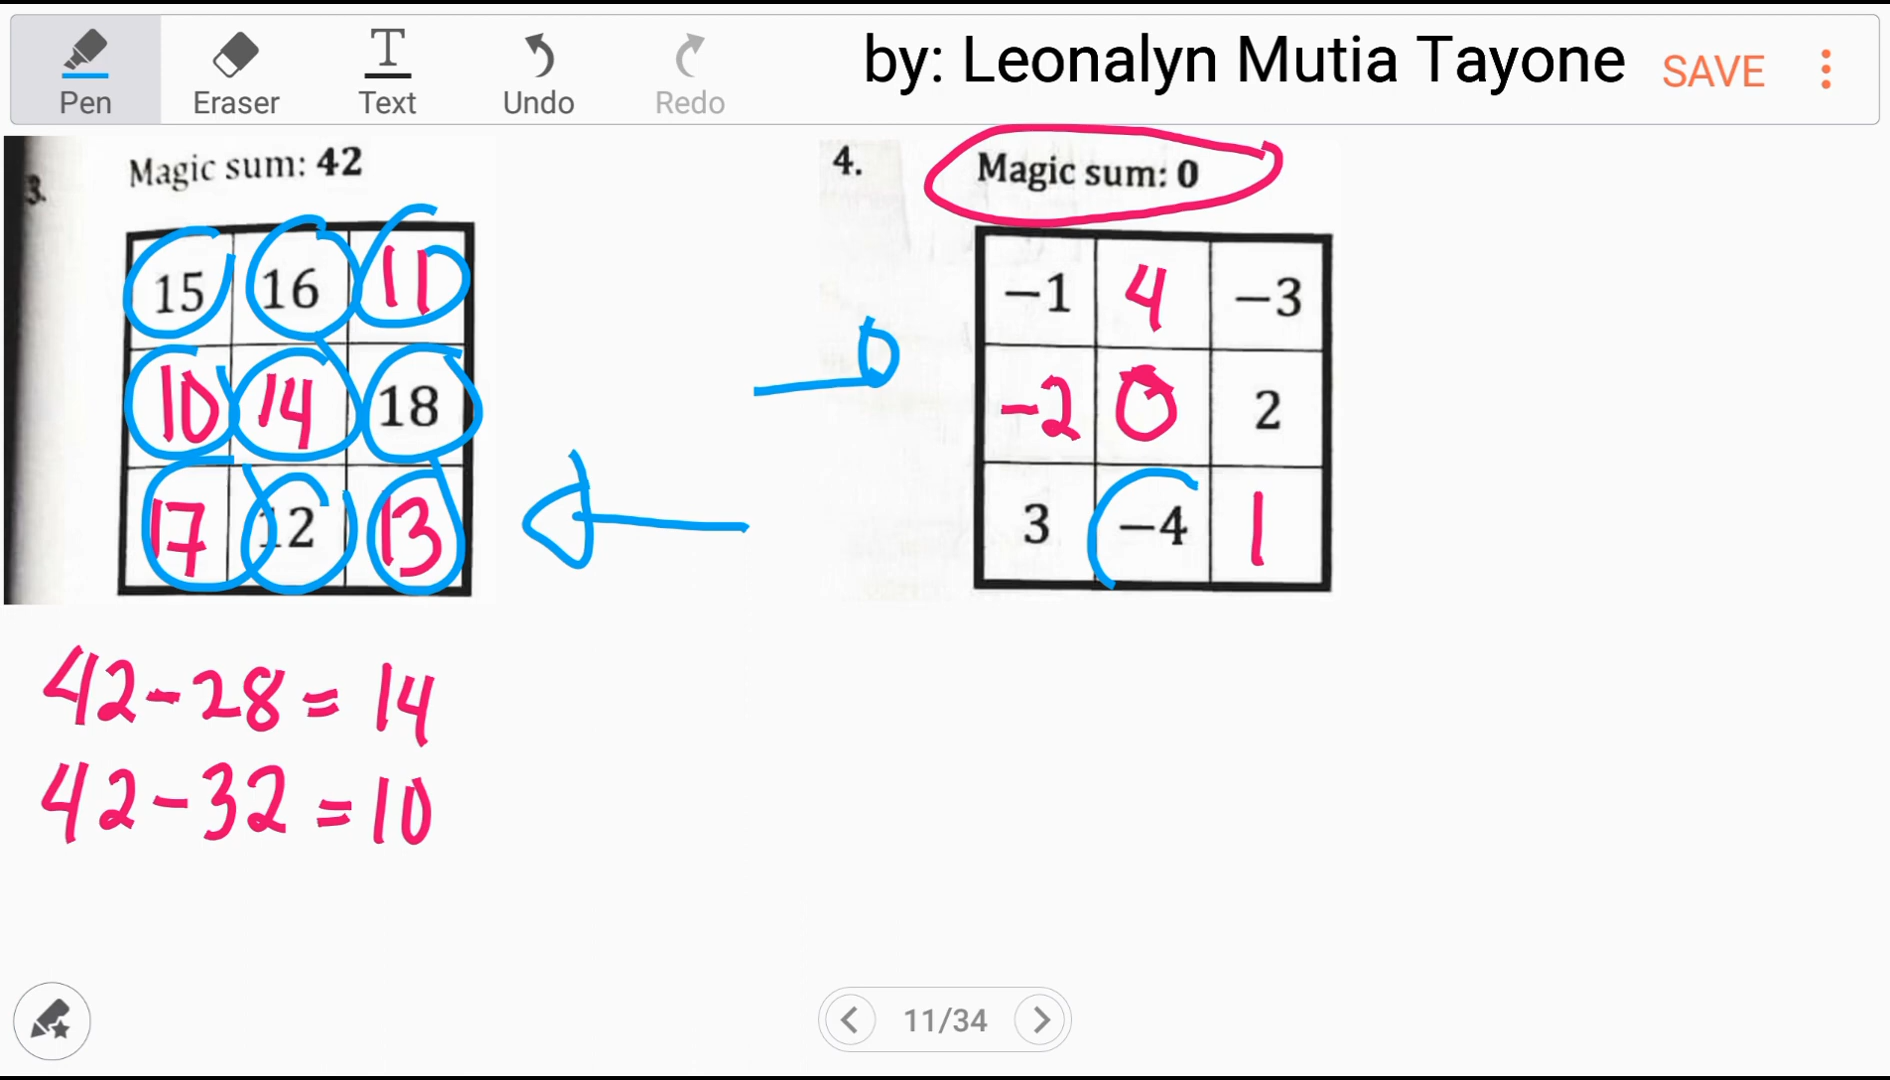 Pen Eraser Text Undo Redo by: Leonalyn Mutia Tayone SAVE
3. Magic sum: 42
15 16 11
10 14 18
17 12 13
42-28=14
42-32=10
4. Magic sum: 0
0
−1 4 −3
-2 0 2
3 −4 1
11/34